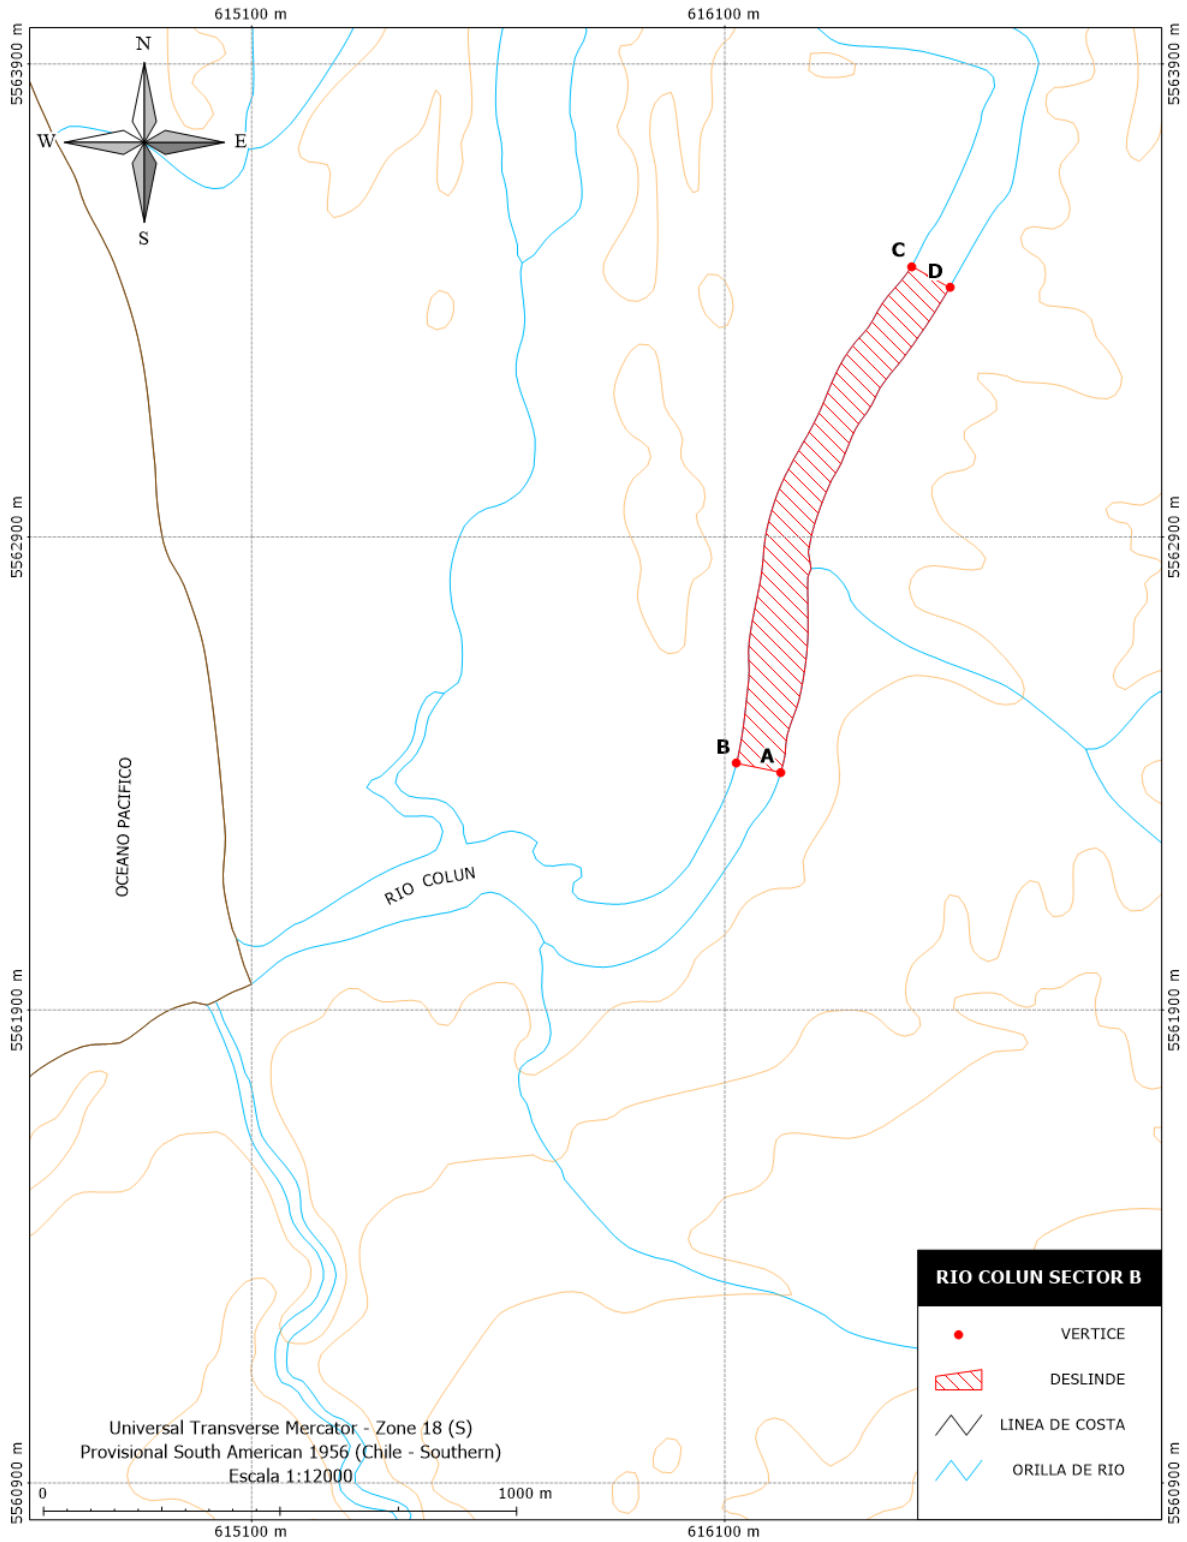 615100 m
616100 m
5563900 m
5563900 m
N
W
E
S
C
D
5562900 m
5562900 m
B
A
OCEANO PACIFICO
RIO COLUN
5561900 m
5561900 m
RIO COLUN SECTOR B
VERTICE
DESLINDE
LINEA DE COSTA
ORILLA DE RIO
Universal Transverse Mercator - Zone 18 (S)
Provisional South American 1956 (Chile - Southern)
Escala 1:12000
0
1000 m
5560900 m
5560900 m
615100 m
616100 m